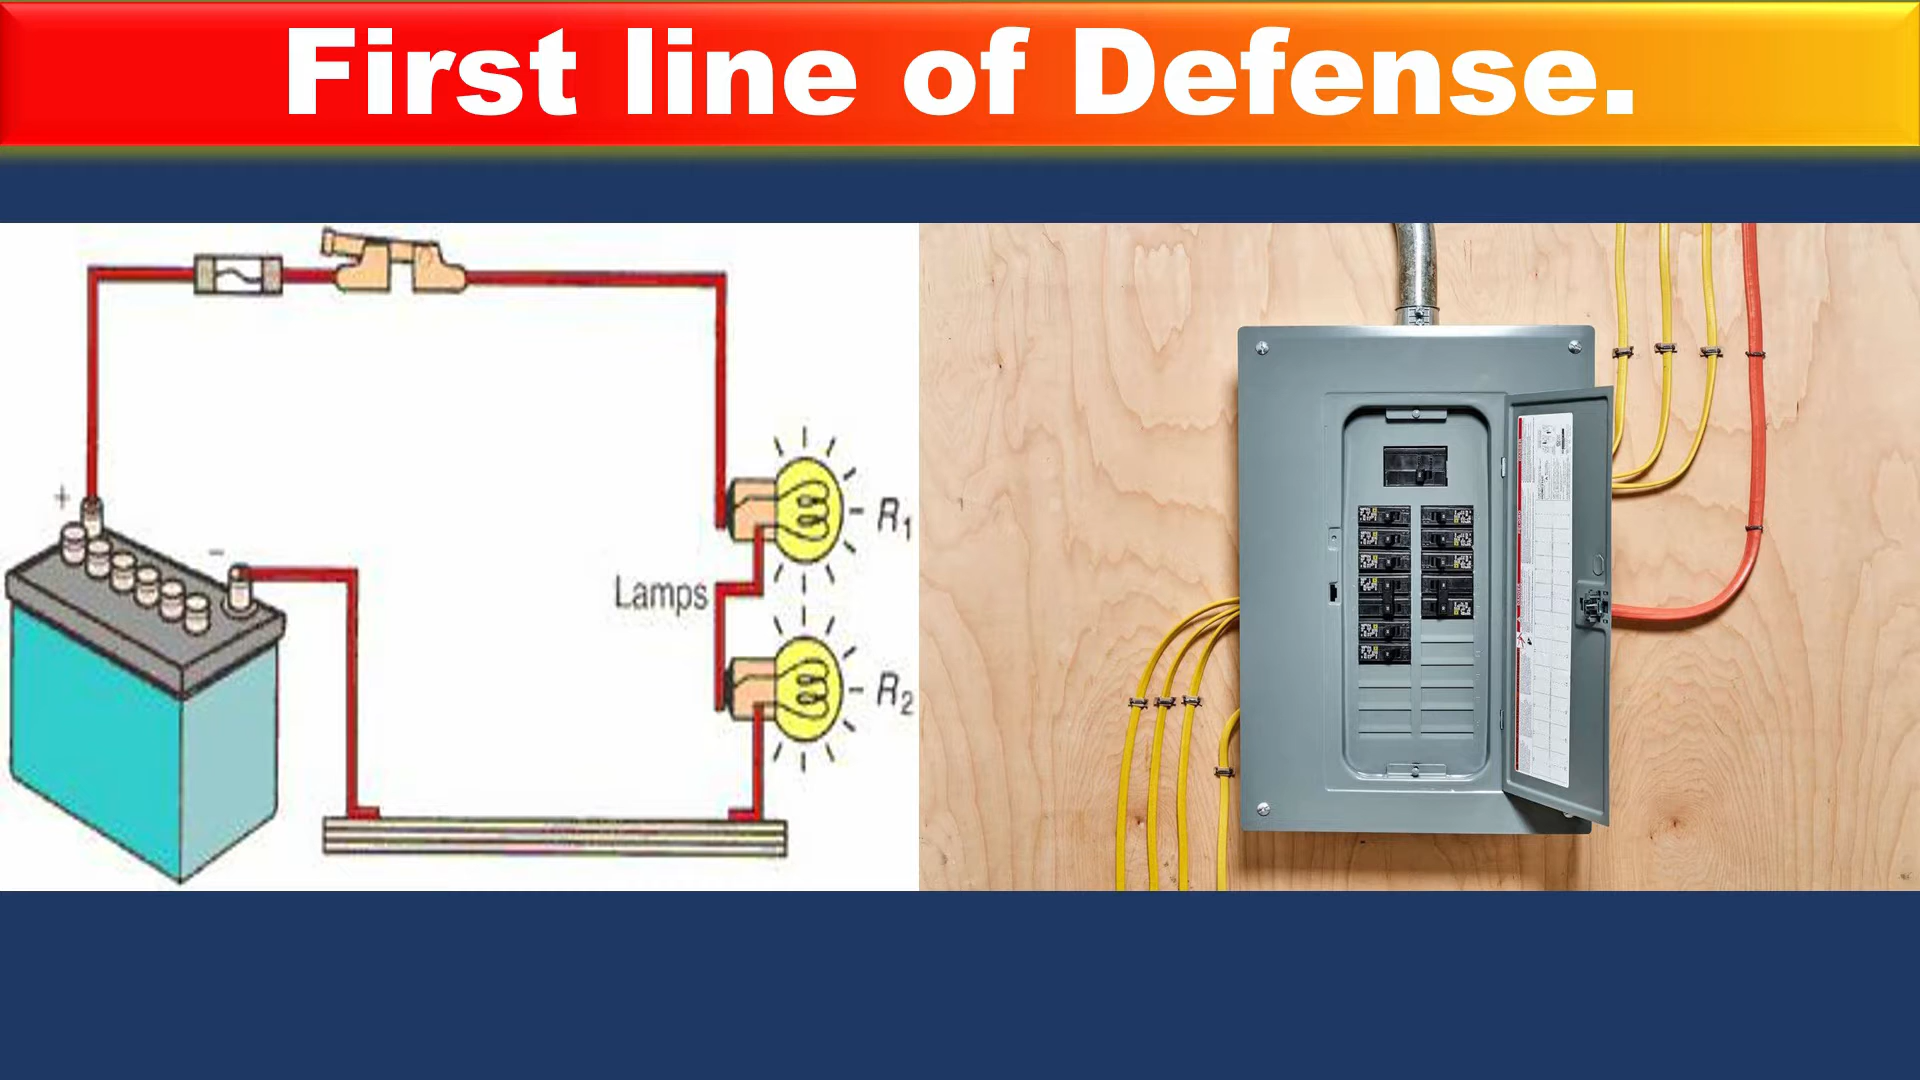 First line of Defense.
+
-
R1
Lamps
R2